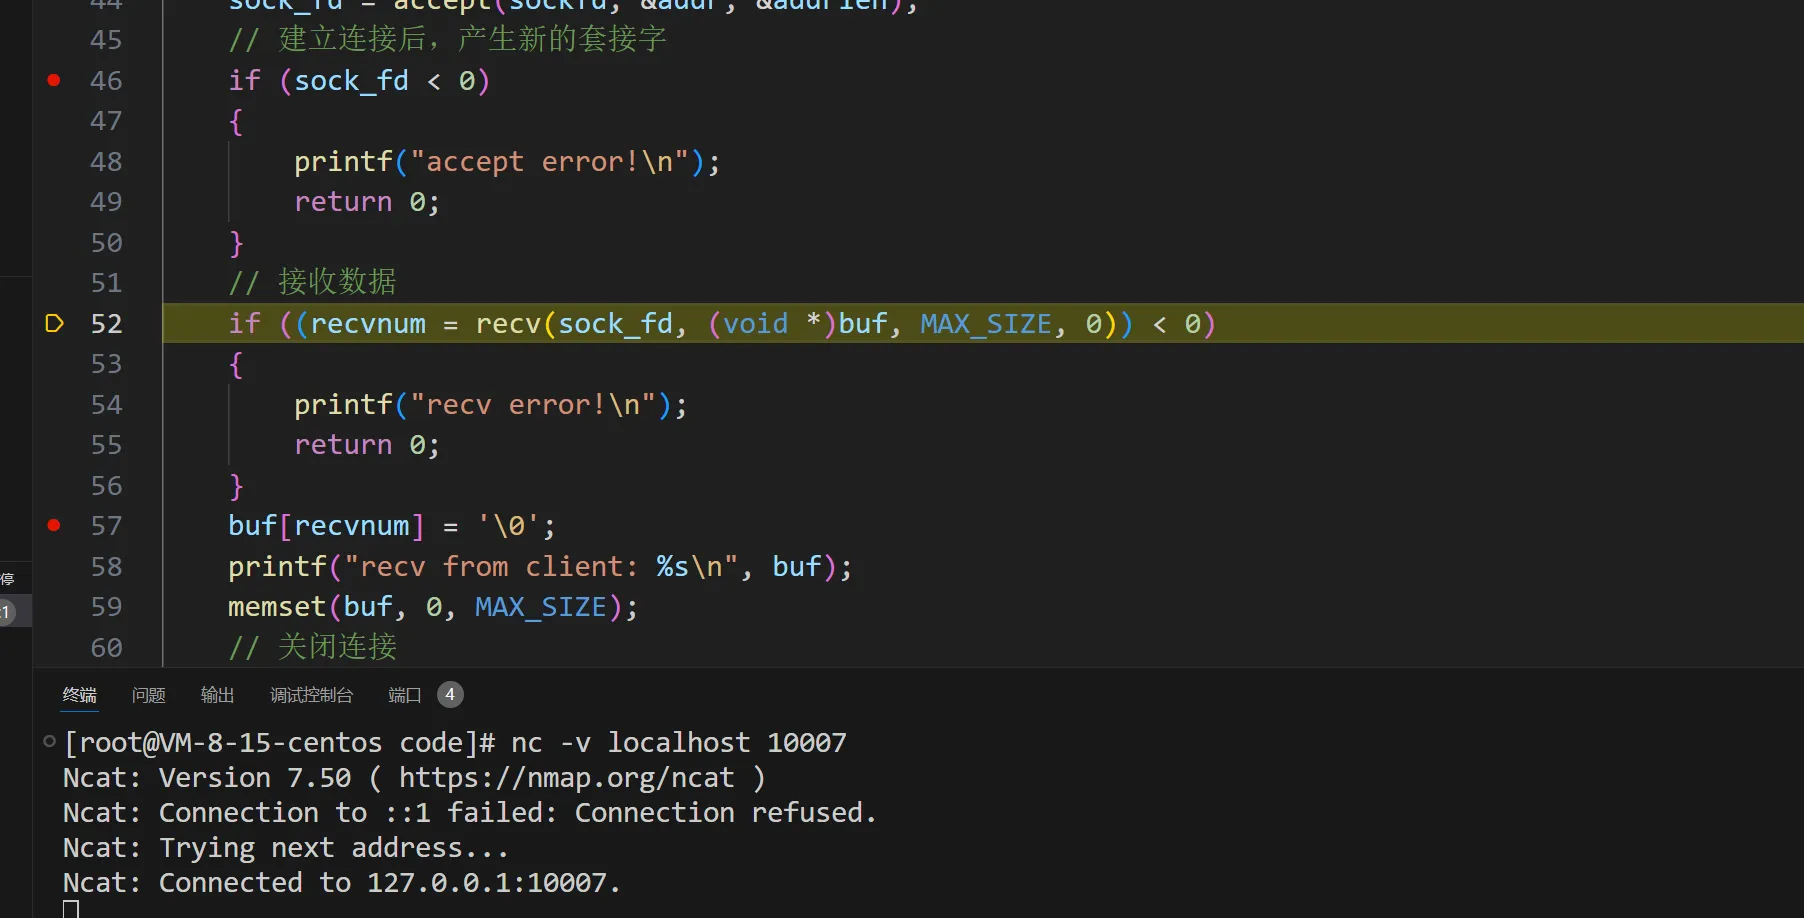 44 sock_fd = accept(sockfd, &addr, &addrlen);
45 // 建立连接后，产生新的套接字
46 if (sock_fd < 0)
47 {
48 printf("accept error!\n");
49 return 0;
50 }
51 // 接收数据
52 if ((recvnum = recv(sock_fd, (void *)buf, MAX_SIZE, 0)) < 0)
53 {
54 printf("recv error!\n");
55 return 0;
56 }
57 buf[recvnum] = '\0';
58 printf("recv from client: %s\n", buf);
停
59 memset(buf, 0, MAX_SIZE);
:1
60 // 关闭连接
终端 问题 输出 调试控制台 端口 4
[root@VM-8-15-centos code]# nc -v localhost 10007
Ncat: Version 7.50 ( https://nmap.org/ncat )
Ncat: Connection to ::1 failed: Connection refused.
Ncat: Trying next address...
Ncat: Connected to 127.0.0.1:10007.